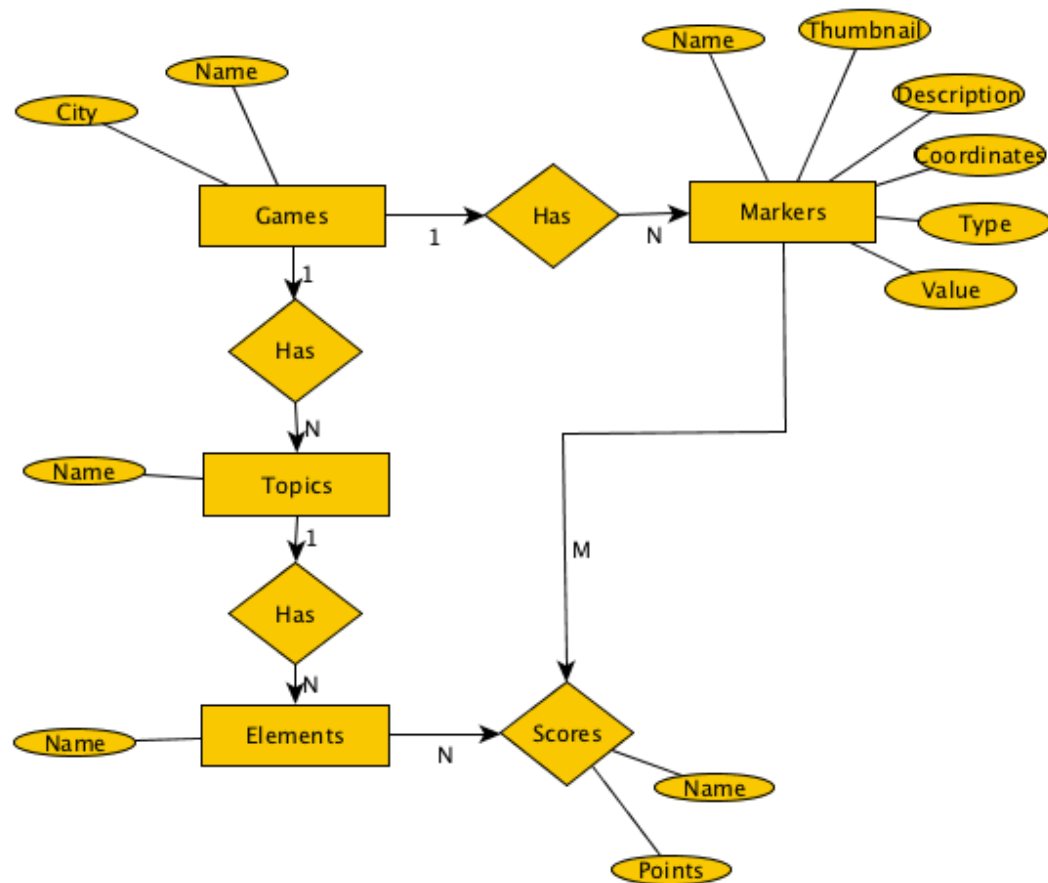 Thumbnail
Name
Name
Description
City
Coordinates
Games
Has
Markers
Type
1
N
1
Value
Has
N
Name
Topics
1
M
Has
N
Name
Elements
Scores
N
Name
Points